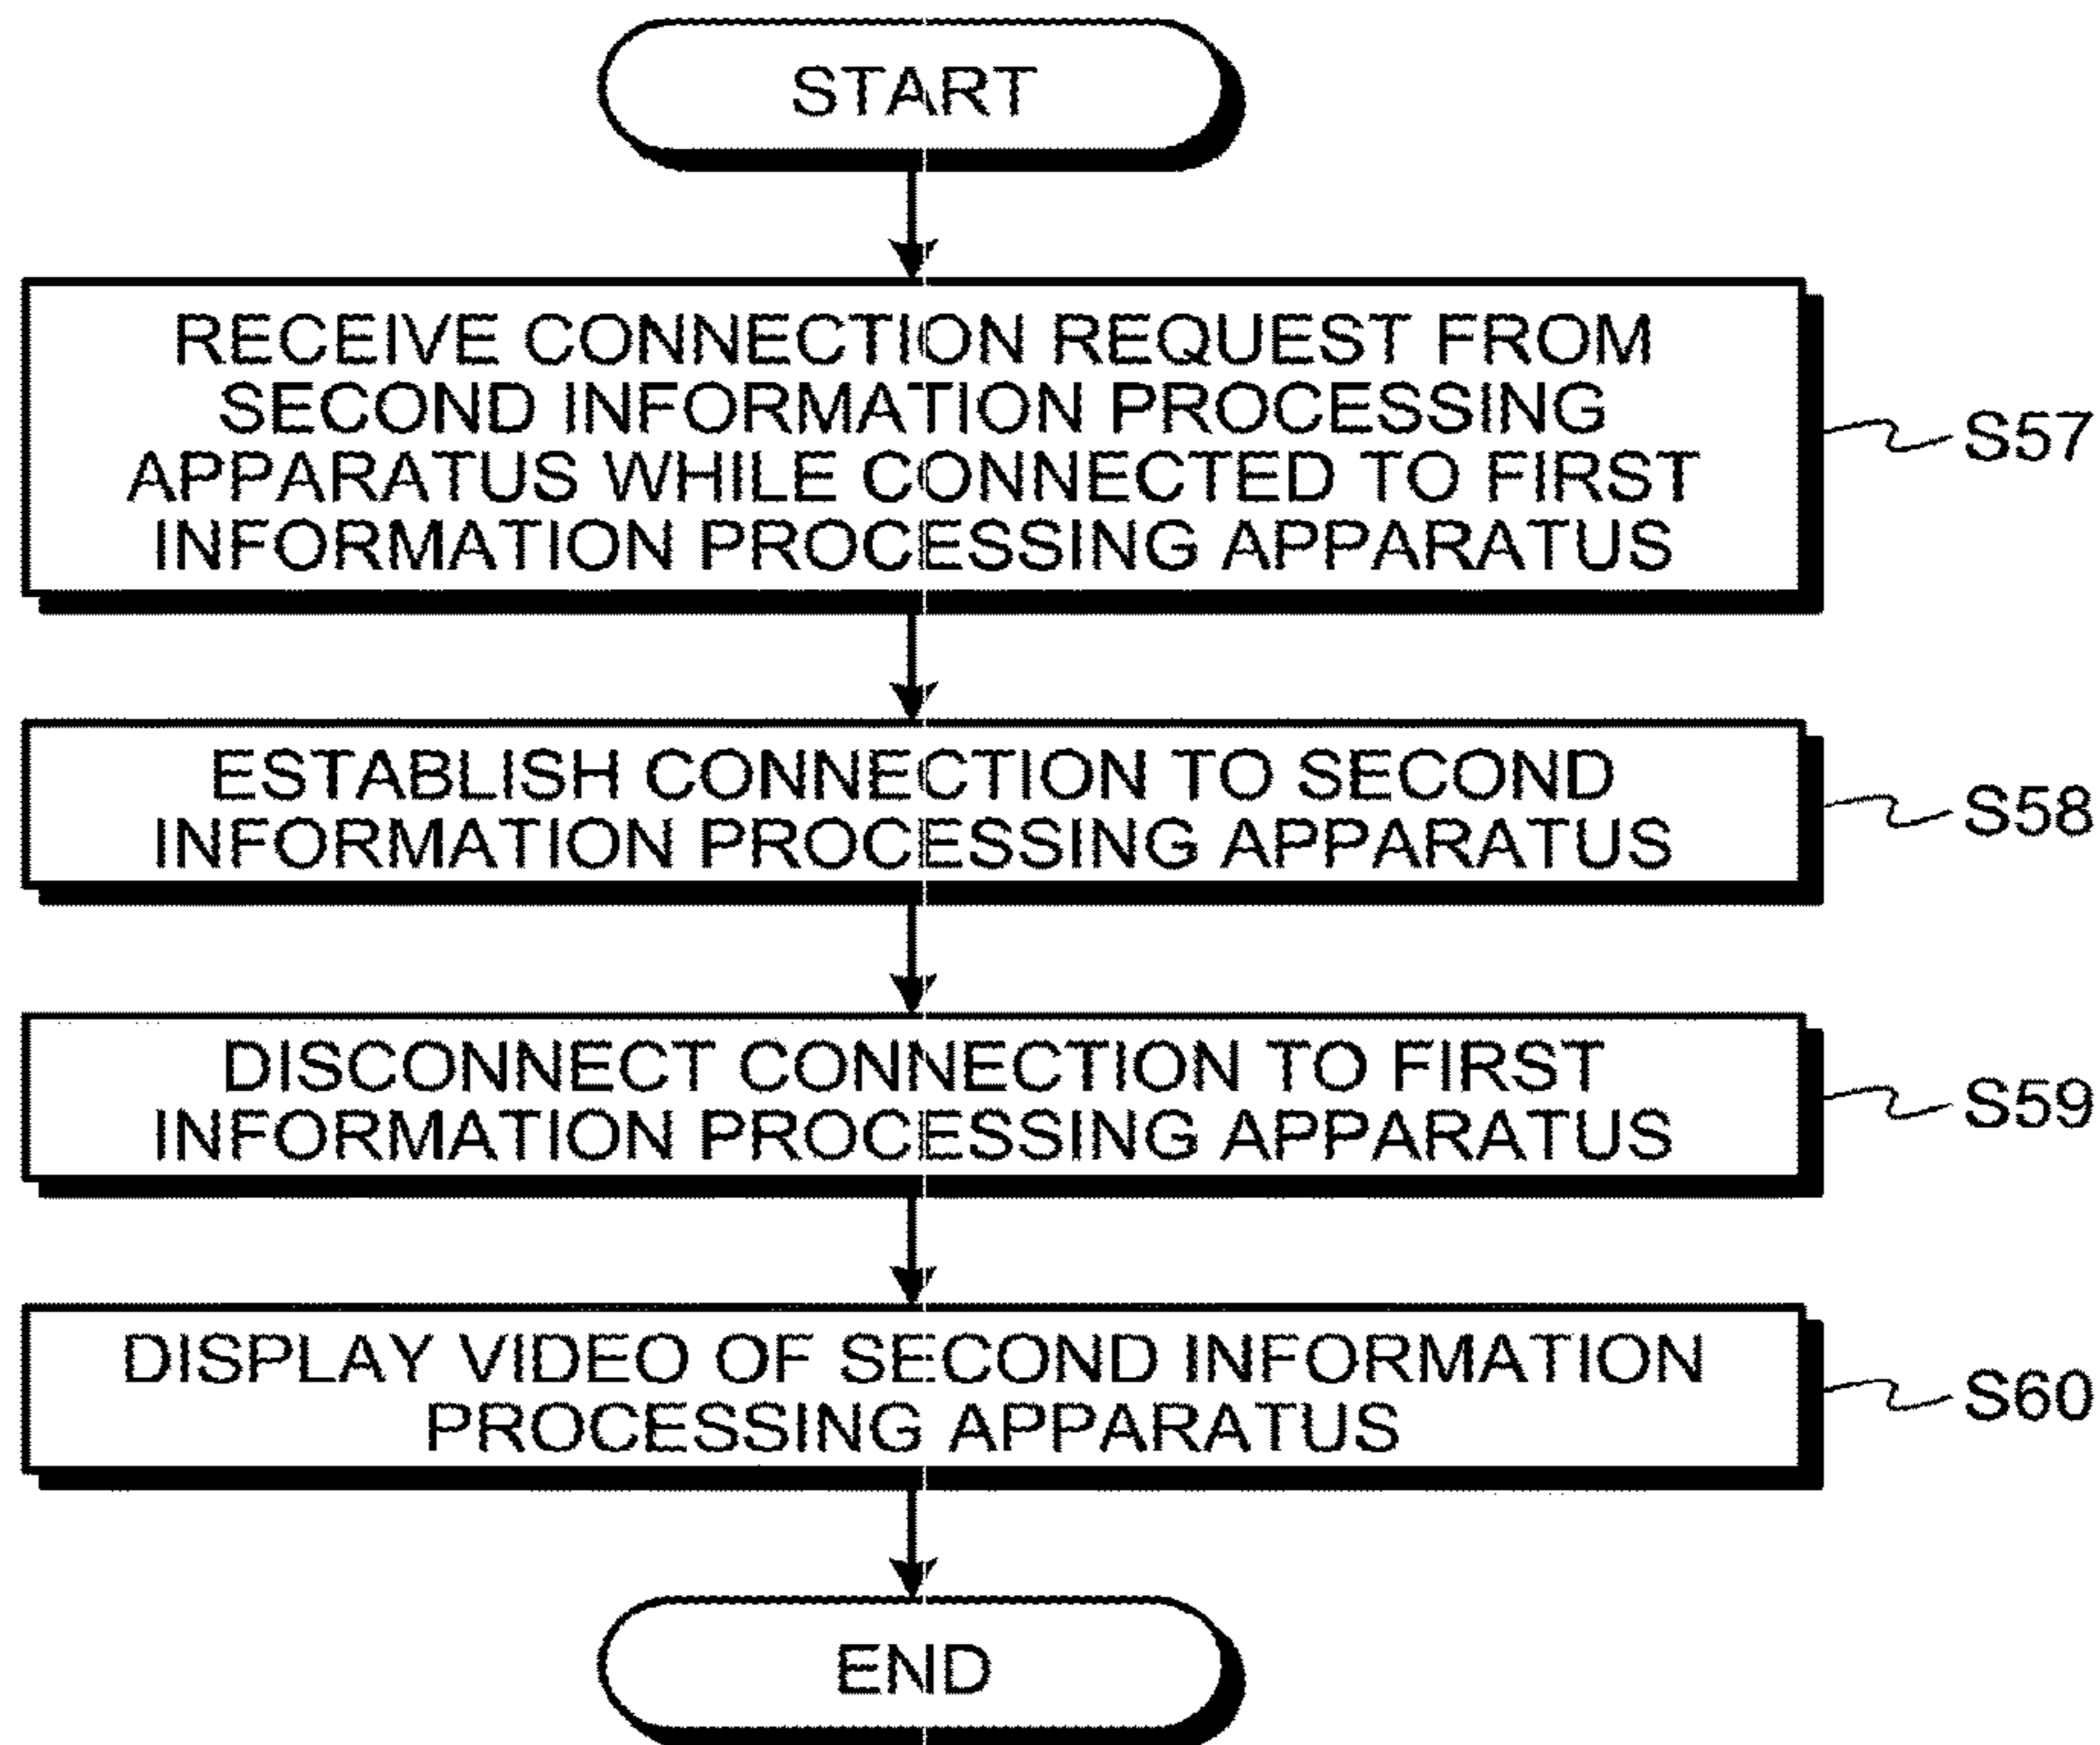 START
RECEIVE CONNECTION REQUEST FROM
SECOND INFORMATION PROCESSING
APPARATUS WHILE CONNECTED TO FIRST
INFORMATION PROCESSING APPARATUS
S57
ESTABLISH CONNECTION TO SECOND
INFORMATION PROCESSING APPARATUS
S58
DISCONNECT CONNECTION TO FIRST
INFORMATION PROCESSING APPARATUS
S59
DISPLAY VIDEO OF SECOND INFORMATION
PROCESSING APPARATUS
S60
END